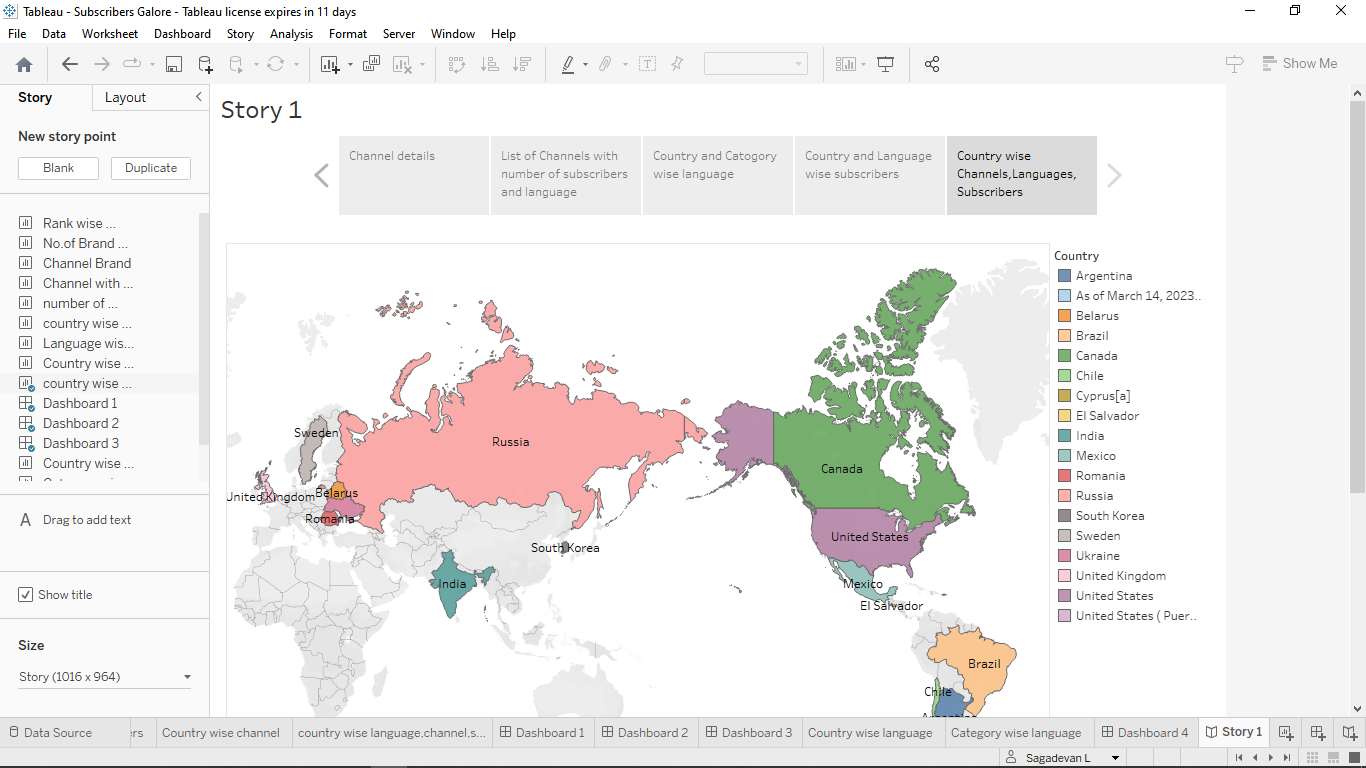 Tableau - Subscribers Galore - Tableau license expires in 11 days
File Data Worksheet Dashboard Story Analysis Format Server Window Help
Show Me
Story Layout
New story point
Blank Duplicate
Rank wise ...
No.of Brand ...
Channel Brand
Channel with ...
number of ...
country wise ...
Language wis...
Country wise ...
country wise ...
Dashboard 1
Dashboard 2
Dashboard 3
Country wise ...
Drag to add text
Show title
Size
Story (1016 x 964)
Story 1
Channel details
List of Channels with
number of subscribers
and language
Country and Catogory
wise language
Country and Language
wise subscribers
Country wise
Channels,Languages,
Subscribers
Sweden
Russia
United Kingdom
Belarus
Romania
South Korea
India
Canada
United States
Mexico
El Salvador
Brazil
Chile
Argentina
Country
Argentina
As of March 14, 2023..
Belarus
Brazil
Canada
Chile
Cyprus[a]
El Salvador
India
Mexico
Romania
Russia
South Korea
Sweden
Ukraine
United Kingdom
United States
United States ( Puer..
Data Source ers Country wise channel country wise language,channel,s... Dashboard 1 Dashboard 2 Dashboard 3 Country wise language Category wise language Dashboard 4 Story 1
Sagadevan L